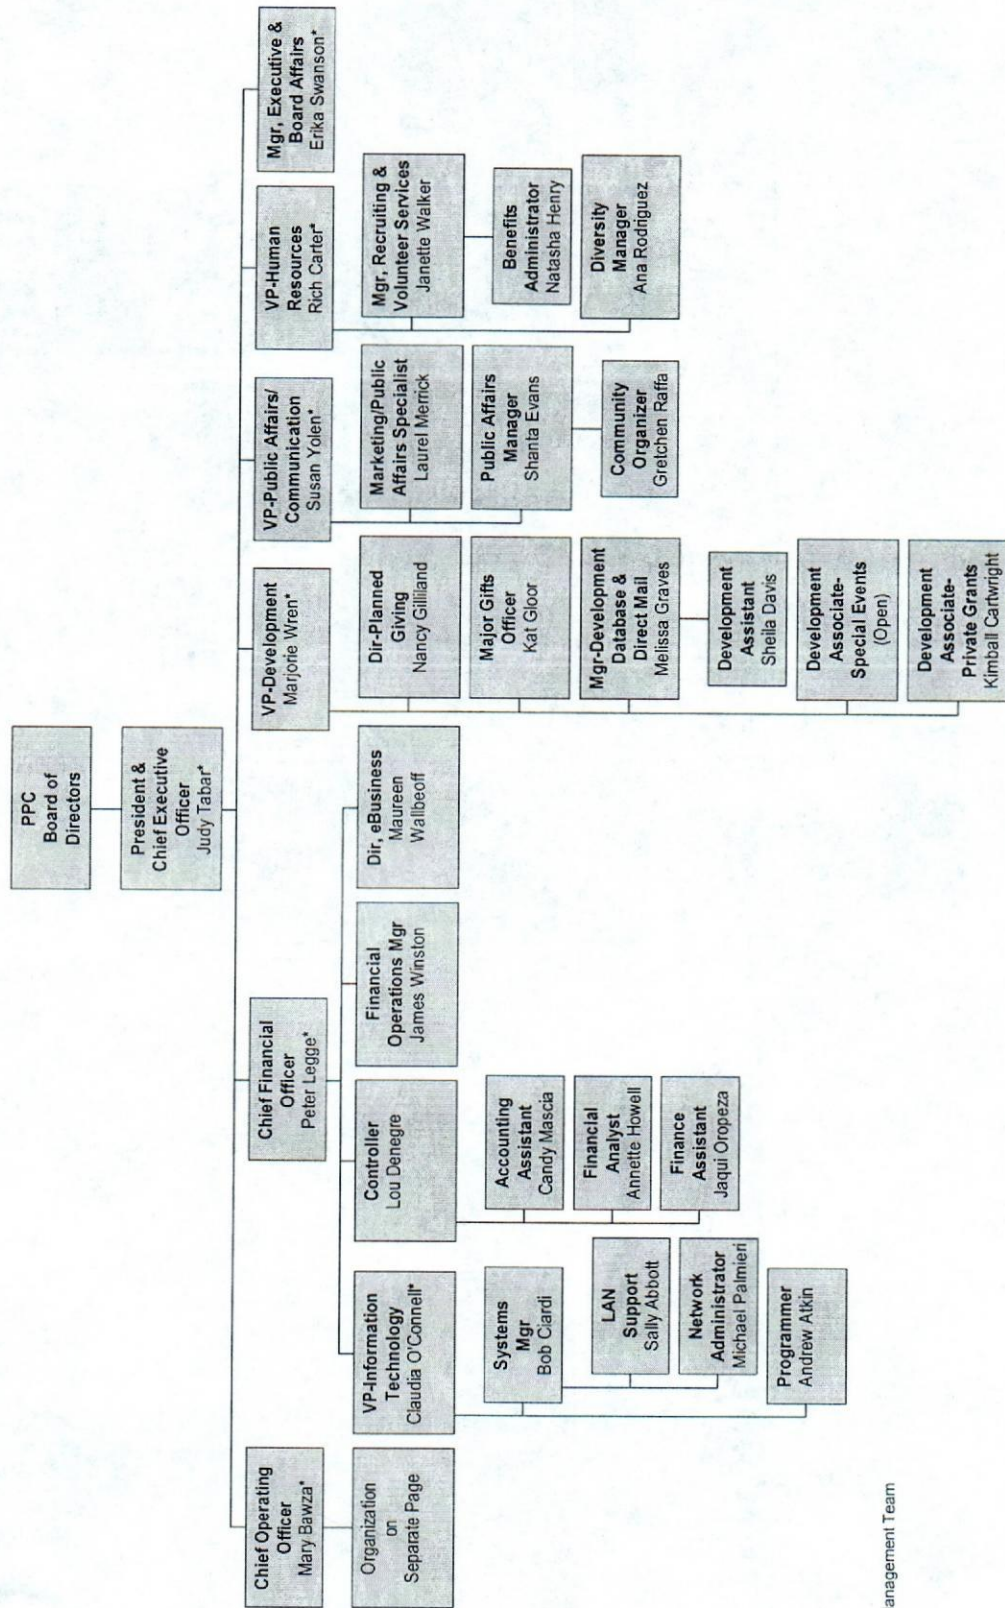 PPC
Board of
Directors
President &
Chief Executive
Officer
Judy Tabar*
Chief Operating
Officer
Mary Bawza*
Organization
on
Separate Page
Chief Financial
Officer
Peter Legge*
VP-Information
Technology
Claudia O'Connell*
Systems
Mgr
Bob Ciardi
LAN
Support
Sally Abbott
Network
Administrator
Michael Palmieri
Programmer
Andrew Atkin
Controller
Lou Denegre
Accounting
Assistant
Candy Mascia
Financial
Analyst
Annette Howell
Finance
Assistant
Jaqui Oropeza
Financial
Operations Mgr
James Winston
Dir, eBusiness
Maureen
Wallbeoff
VP-Development
Marjorie Wren*
Dir-Planned
Giving
Nancy Gilliland
Major Gifts
Officer
Kat Gloor
Mgr-Development
Database &
Direct Mail
Melissa Graves
Development
Assistant
Sheila Davis
Development
Associate-
Special Events
(Open)
Development
Associate-
Private Grants
Kimball Cartwright
VP-Public Affairs/
Communication
Susan Yolen*
Marketing/Public
Affairs Specialist
Laurel Merrick
Public Affairs
Manager
Shanta Evans
Community
Organizer
Gretchen Raffa
VP-Human
Resources
Rich Carter*
Mgr, Recruiting &
Volunteer Services
Janette Walker
Benefits
Administrator
Natasha Henry
Diversity
Manager
Ana Rodriguez
Mgr, Executive &
Board Affairs
Erika Swanson*
anagement Team